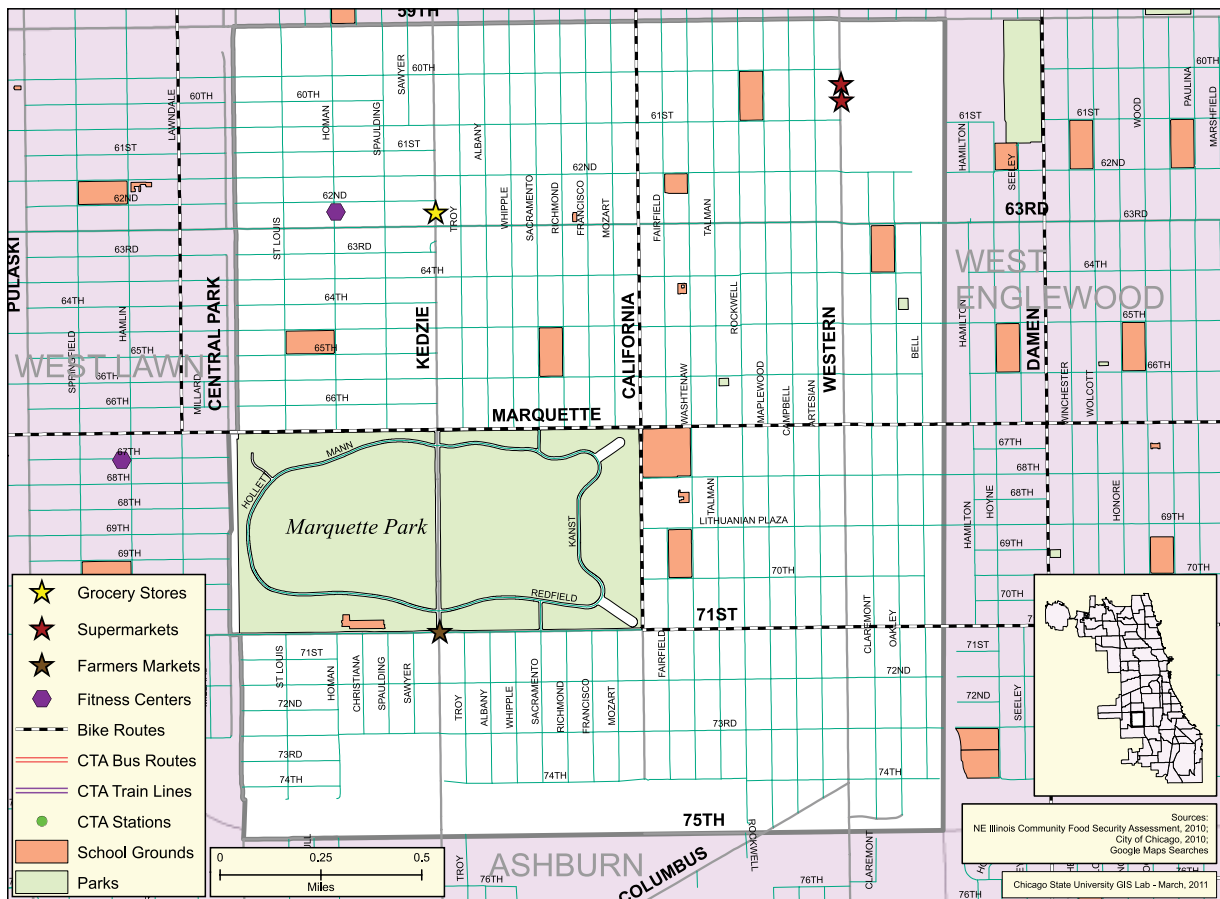 59TH
SAWYER
60TH
60TH
60TH
LAWNDALE
HOMAN
SPAULDING
ALBANY
61ST
61ST
61ST
61ST
HAMILTON
WOOD
PAULINA
MARSHFIELD
62ND
62ND
62ND
62ND
SEELEY
62ND
ST LOUIS
TROY
WHIPPLE
SACRAMENTO
RICHMOND
FRANCISCO
MOZART
FAIRFIELD
TALMAN
63RD
63RD
63RD
63RD
PULASKI
64TH
WEST
ENGLEWOOD
64TH
64TH
64TH
HAMLIN
CENTRAL PARK
KEDZIE
CALIFORNIA
ROCKWELL
WESTERN
BELL
HAMILTON
DAMEN
65TH
65TH
65TH
WEST LAWN
SPRINGFIELD
66TH
66TH
66TH
66TH
MILLARD
WASHTENAW
MAPLEWOOD
CAMPBELL
ARTESIAN
WINCHESTER
WOLCOTT
MARQUETTE
67TH
67TH
MANN
HOLLETT
68TH
68TH
68TH
68TH
HOYNE
HONORE
TALMAN
Marquette Park
KANST
LITHUANIAN PLAZA
HAMILTON
69TH
69TH
69TH
70TH
70TH
70TH
REDFIELD
71ST
CLAREMONT
OAKLEY
FAIRFIELD
71ST
71ST
ST LOUIS
HOMAN
CHRISTIANA
SPAULDING
SAWYER
TROY
ALBANY
WHIPPLE
SACRAMENTO
RICHMOND
FRANCISCO
MOZART
72ND
72ND
72ND
SEELEY
73RD
73RD
74TH
74TH
74TH
75TH
ROCKWELL
CLAREMONT
TROY
ASHBURN
COLUMBUS
76TH
76TH
76TH
76TH
Grocery Stores
Supermarkets
Farmers Markets
Fitness Centers
Bike Routes
CTA Bus Routes
CTA Train Lines
CTA Stations
School Grounds
Parks
0 0.25 0.5
Miles
Sources:
NE Illinois Community Food Security Assessment, 2010;
City of Chicago, 2010;
Google Maps Searches
Chicago State University GIS Lab - March, 2011